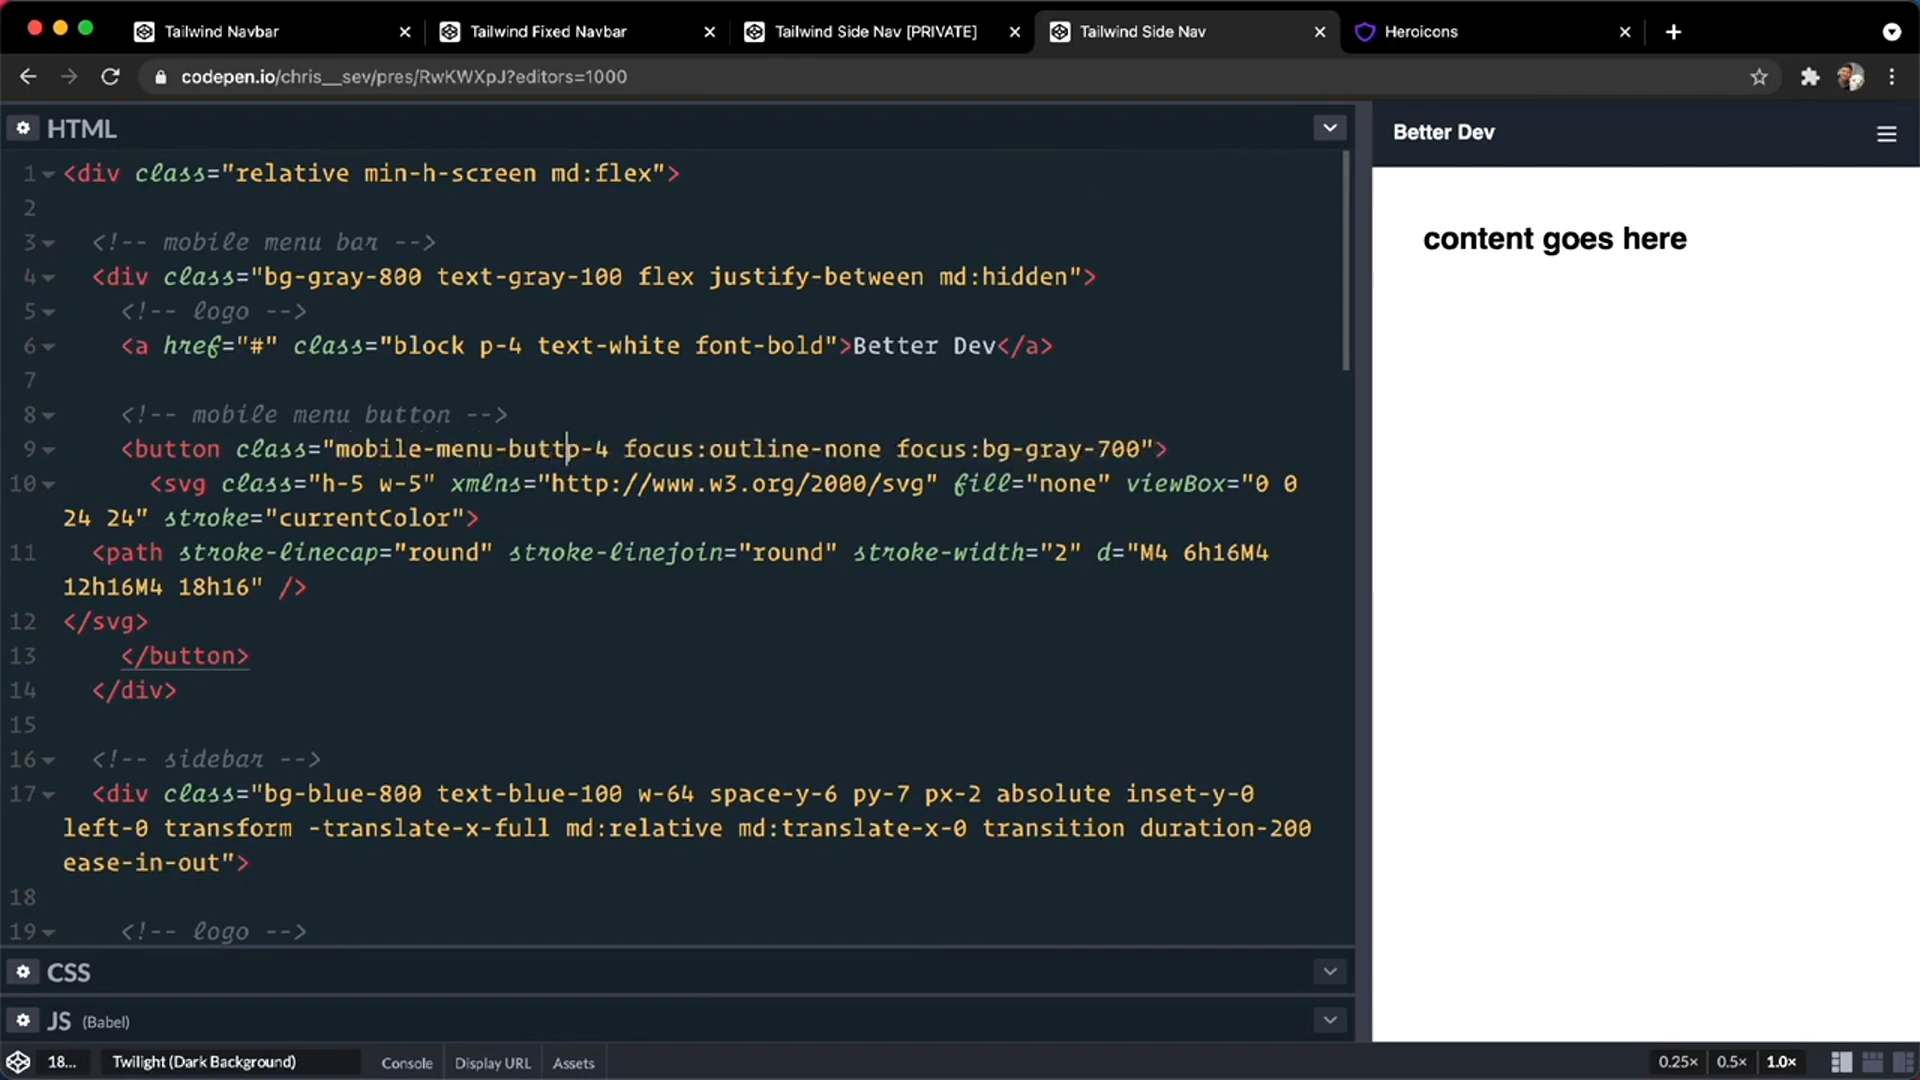 Tailwind Navbar
Tailwind Fixed Navbar
Tailwind Side Nav [PRIVATE]
Tailwind Side Nav
Heroicons
codepen.io/chris__sev/pres/RwKWXpJ?editors=1000
HTML
1 <div class="relative min-h-screen md:flex">
2
3 <!-- mobile menu bar -->
4 <div class="bg-gray-800 text-gray-100 flex justify-between md:hidden">
5 <!-- logo -->
6 <a href="#" class="block p-4 text-white font-bold">Better Dev</a>
7
8 <!-- mobile menu button -->
9 <button class="mobile-menu-buttp-4 focus:outline-none focus:bg-gray-700">
10 <svg class="h-5 w-5" xmlns="http://www.w3.org/2000/svg" fill="none" viewBox="0 0
24 24" stroke="currentColor">
11 <path stroke-linecap="round" stroke-linejoin="round" stroke-width="2" d="M4 6h16M4
12h16M4 18h16" />
12 </svg>
13 </button>
14 </div>
15
16 <!-- sidebar -->
17 <div class="bg-blue-800 text-blue-100 w-64 space-y-6 py-7 px-2 absolute inset-y-0
left-0 transform -translate-x-full md:relative md:translate-x-0 transition duration-200
ease-in-out">
18
19 <!-- logo -->
CSS
JS (Babel)
18...
Twilight (Dark Background)
Console
Display URL
Assets
0.25×
0.5×
1.0×
Better Dev
content goes here